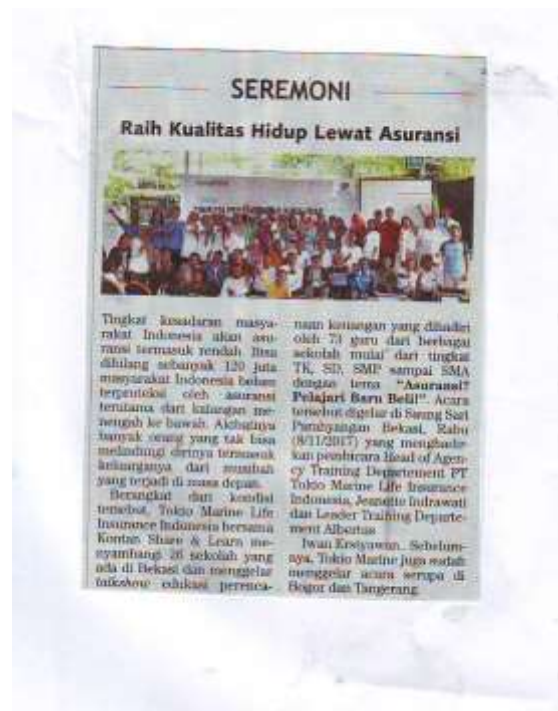 SEREMONI
Raih Kualitas Hidup Lewat Asuransi
Tingkat kesadaran masya-
rakat Indonesia akan asu-
ransi termasuk rendah. Bisa
dibilang sebanyak 120 juta
masyarakat Indonesia belum
terproteksi oleh asuransi
terutama dari kalangan me-
nengah ke bawah. Akibatnya
banyak orang yang tak bisa
melindungi dirinya termasuk
keluarganya dari musibah
yang terjadi di masa depan.
Berangkat dari kondisi
tersebut, Tokio Marine Life
Insurance Indonesia bersama
Kontan Share & Learn me-
nyambangi 26 sekolah yang
ada di Bekasi dan menggelar
talkshow edukasi perenca-
naan keuangan yang dihadiri
oleh 73 guru dari berbagai
sekolah mulai dari tingkat
TK, SD, SMP sampai SMA
dengan tema "Asuransi?
Pelajari Baru Beli!". Acara
tersebut digelar di Saung Sari
Parahyangan Bekasi, Rabu
(8/11/2017) yang menghadir-
kan pembicara Head of Agen-
cy Training Departement PT
Tokio Marine Life Insurance
Indonesia, Jeanette Indrawati
dan Leader Training Departe-
ment Albertus
Iwan . Sebelum-
nya, Tokio Marine juga sudah
menggelar acara serupa di
Bogor dan Tangerang.